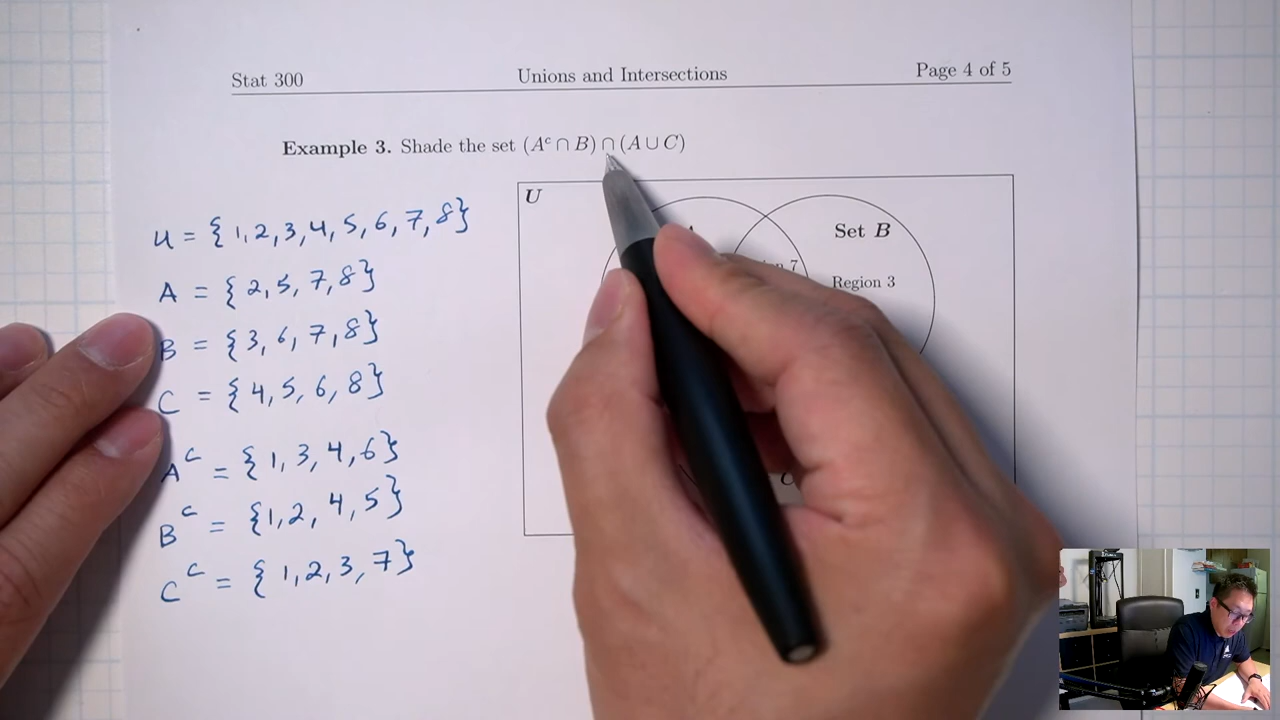 Stat 300 Unions and Intersections Page 4 of 5
Example 3. Shade the set (Aᶜ ∩ B) ∩ (A ∪ C)
U
Set B
Region 3
U = {1,2,3,4,5,6,7,8}
A = {2,5,7,8}
B = {3,6,7,8}
C = {4,5,6,8}
Aᶜ = {1,3,4,6}
Bᶜ = {1,2,4,5}
Cᶜ = {1,2,3,7}